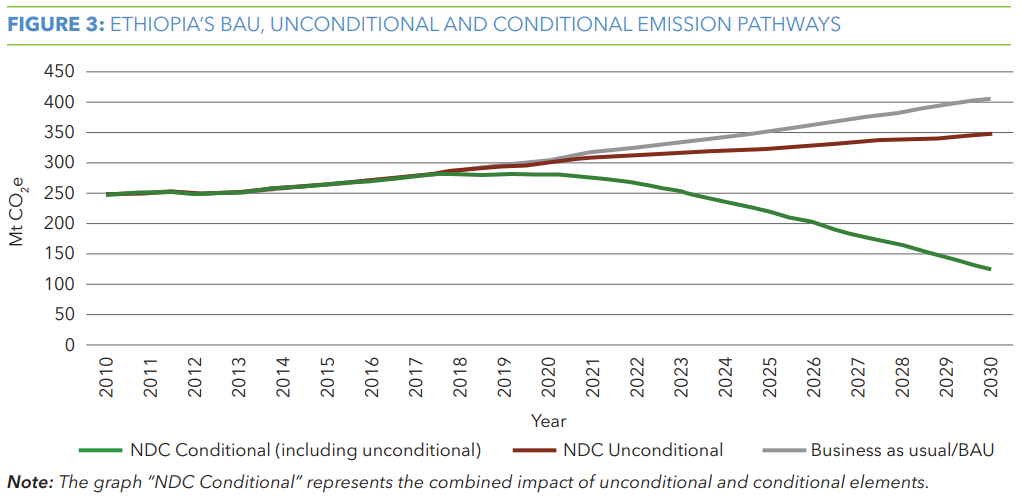 FIGURE 3: ETHIOPIA'S BAU, UNCONDITIONAL AND CONDITIONAL EMISSION PATHWAYS
Mt CO₂e
450
400
350
300
250
200
150
100
50
0
2010 2011 2012 2013 2014 2015 2016 2017 2018 2019 2020 2021 2022 2023 2024 2025 2026 2027 2028 2029 2030
Year
NDC Conditional (including unconditional) NDC Unconditional Business as usual/BAU
Note: The graph “NDC Conditional” represents the combined impact of unconditional and conditional elements.